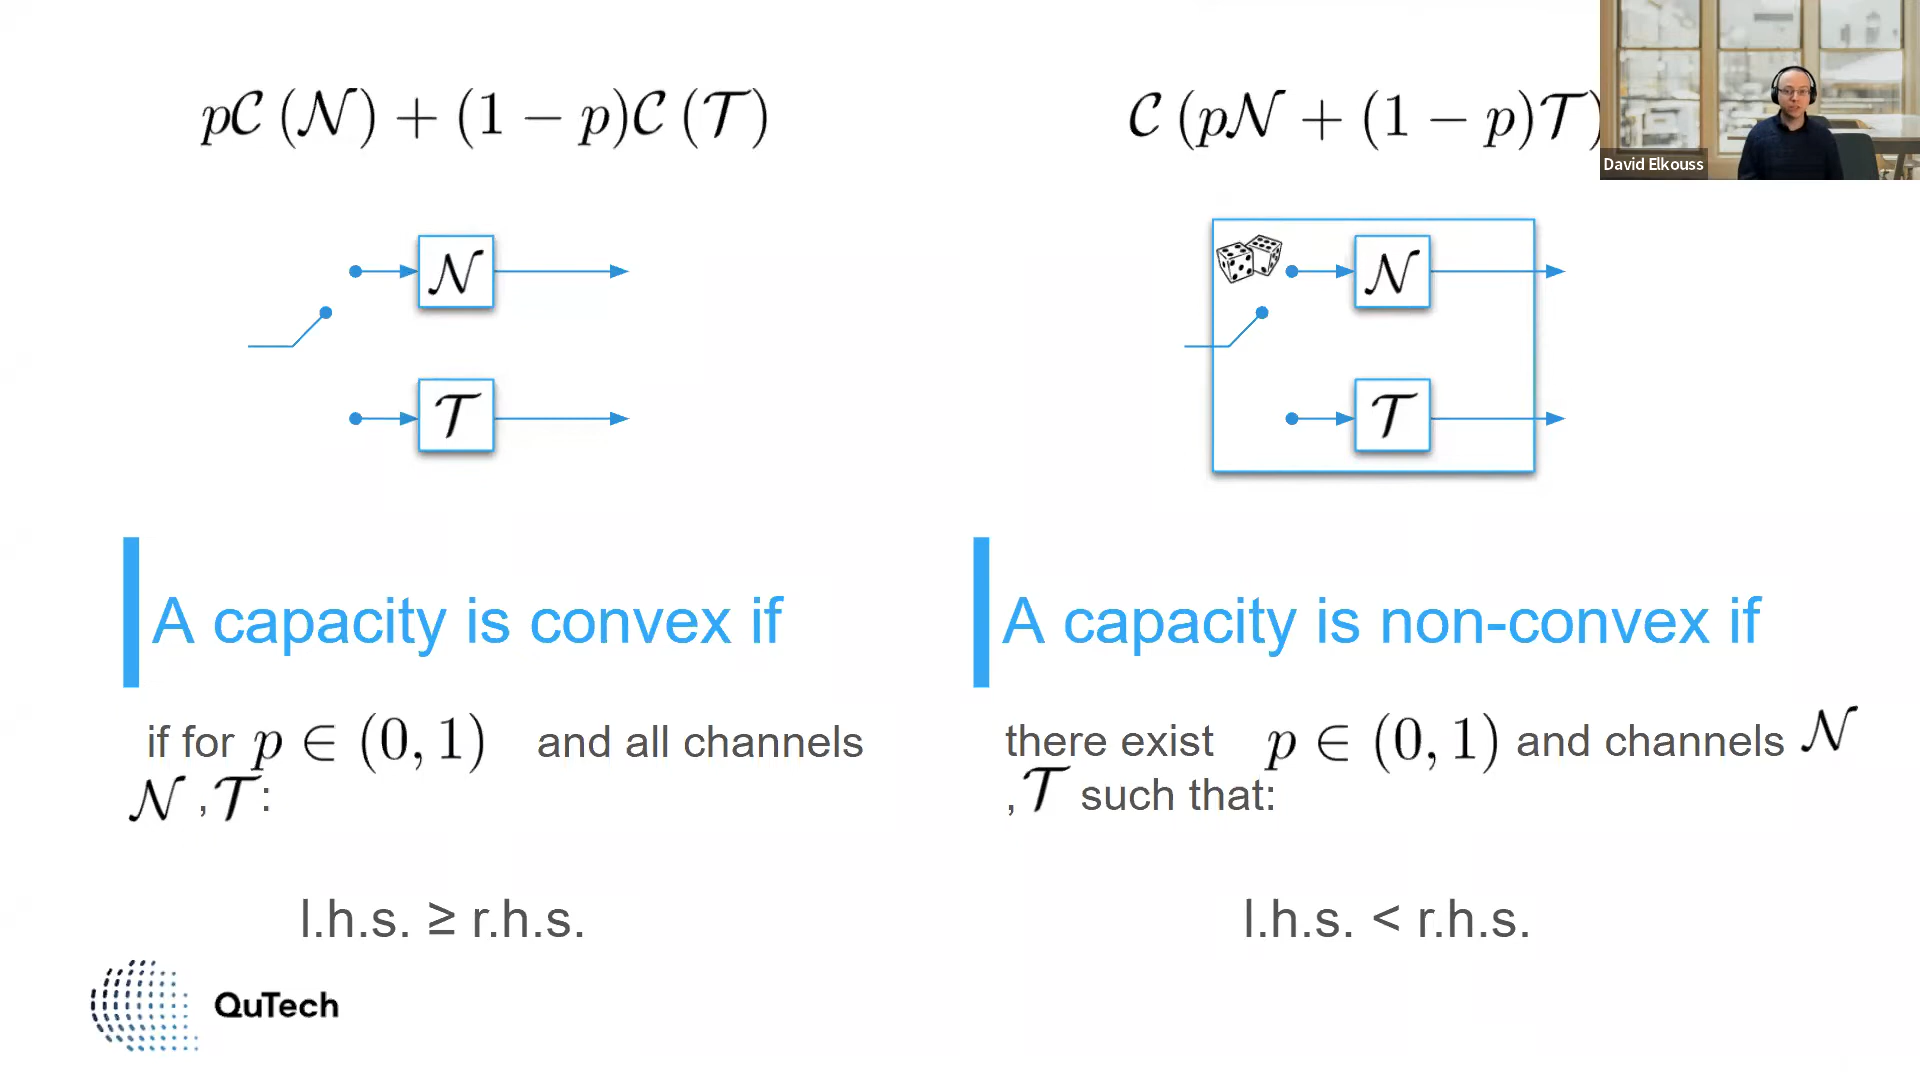 p𝒞(𝒩) + (1 − p)𝒞(𝒯)
𝒞(p𝒩 + (1 − p)𝒯)
David Elkouss
𝒩
𝒯
𝒩
𝒯
A capacity is convex if
if for p ∈ (0, 1) and all channels
𝒩 ,𝒯:
l.h.s. ≥ r.h.s.
A capacity is non-convex if
there exist p ∈ (0, 1) and channels 𝒩
,𝒯 such that:
l.h.s. < r.h.s.
QuTech